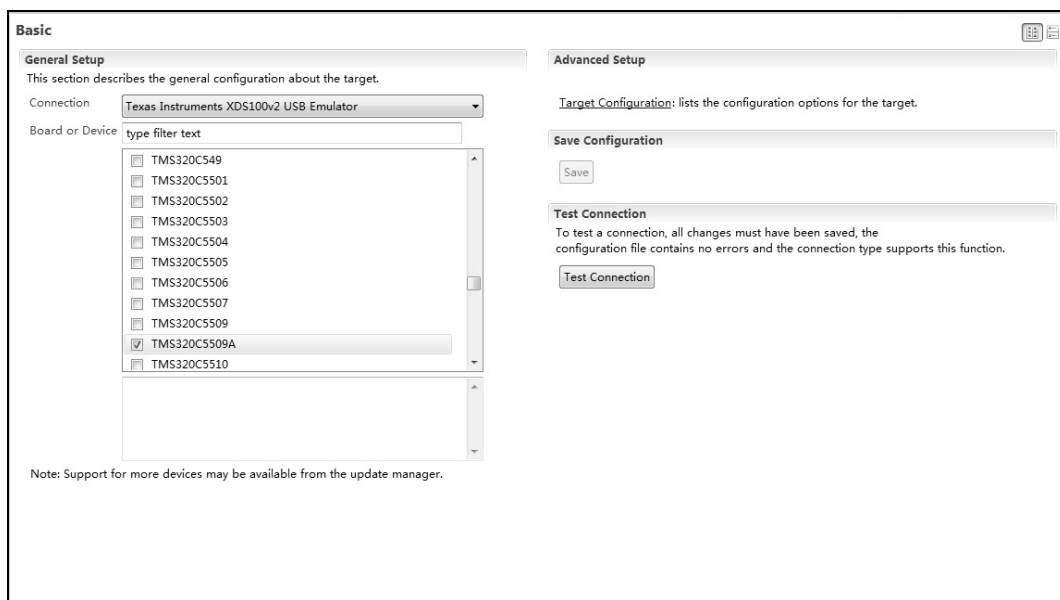 Basic
General Setup
This section describes the general configuration about the target.
Connection
Texas Instruments XDS100v2 USB Emulator
Board or Device
type filter text
TMS320C549
TMS320C5501
TMS320C5502
TMS320C5503
TMS320C5504
TMS320C5505
TMS320C5506
TMS320C5507
TMS320C5509
TMS320C5509A
TMS320C5510
Note: Support for more devices may be available from the update manager.
Advanced Setup
Target Configuration: lists the configuration options for the target.
Save Configuration
Save
Test Connection
To test a connection, all changes must have been saved, the
configuration file contains no errors and the connection type supports this function.
Test Connection